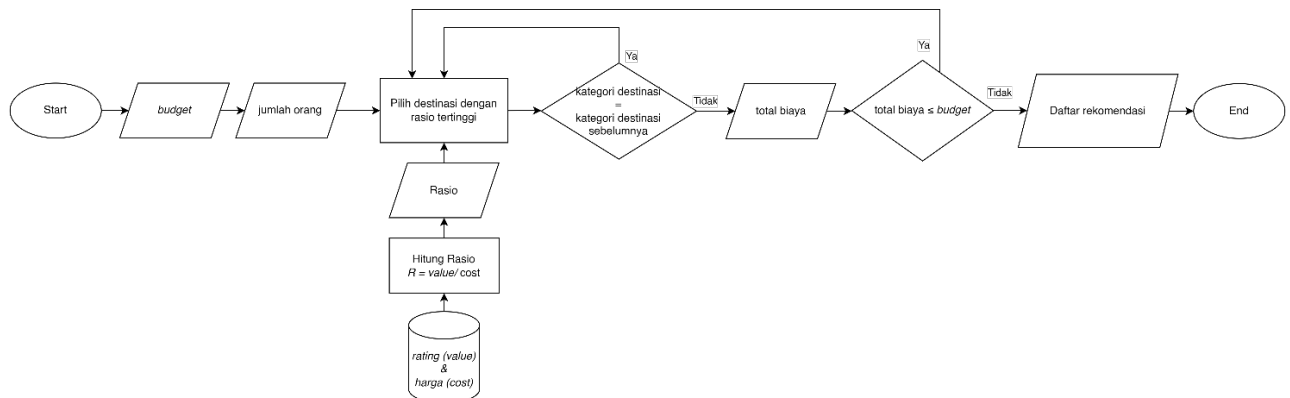 Start
budget
jumlah orang
Pilih destinasi dengan
rasio tertinggi
Ya
kategori destinasi
=
kategori destinasi
sebelumnya
Tidak
total biaya
Ya
total biaya ≤ budget
Tidak
Daftar rekomendasi
End
Rasio
Hitung Rasio
R = value/ cost
rating (value)
&
harga (cost)